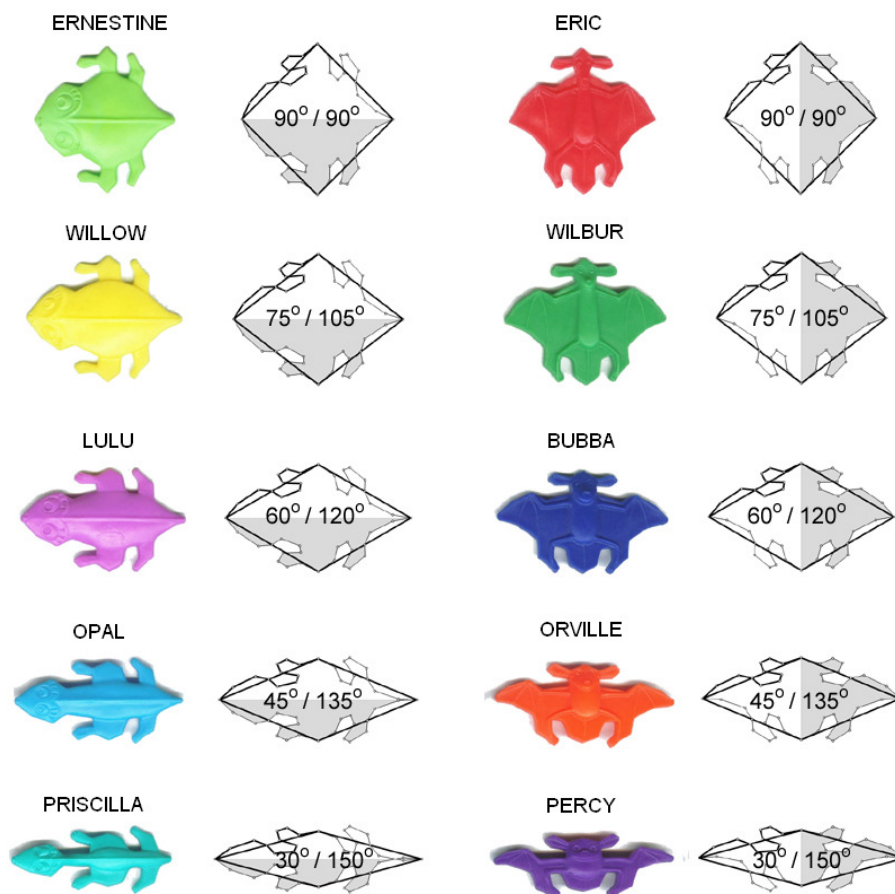 ERNESTINE
ERIC
90° / 90°
90° / 90°
WILLOW
WILBUR
75° / 105°
75° / 105°
LULU
BUBBA
60° / 120°
60° / 120°
OPAL
ORVILLE
45° / 135°
45° / 135°
PRISCILLA
PERCY
30° / 150°
30° / 150°